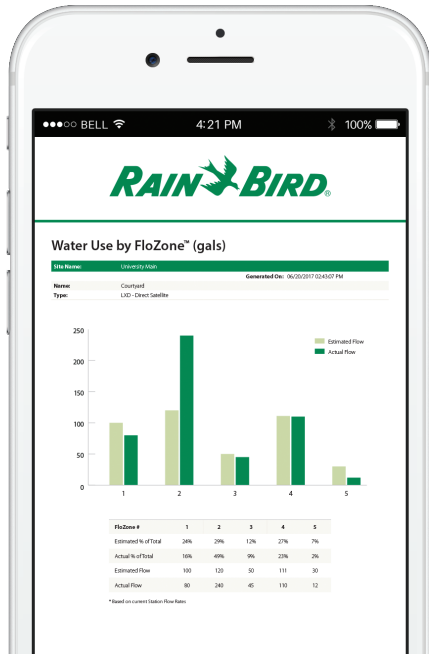 ●●●○○ BELL 4:21 PM 100%
RAIN BIRD®
Water Use by FloZone™ (gals)
Site Name: University Main
Generated On: 06/20/2017 02:43:07 PM
Name: Courtyard
Type: LXD - Direct Satellite
250
200
150
100
50
0
Estimated Flow
Actual Flow
1 2 3 4 5
FloZone # 1 2 3 4 5
Estimated % of Total 24% 29% 12% 27% 7%
Actual % of Total 16% 49% 9% 23% 2%
Estimated Flow 100 120 50 111 30
Actual Flow 80 240 45 110 12
* Based on current Station Flow Rates